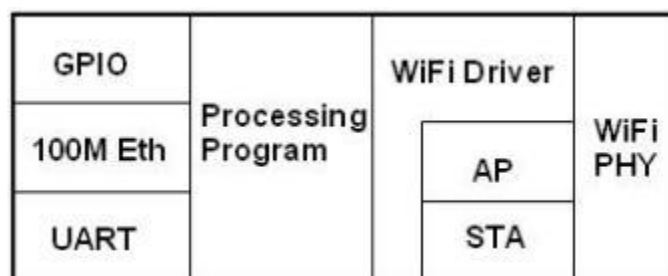 GPIO
100M Eth
UART
Processing
Program
WiFi Driver
AP
STA
WiFi
PHY